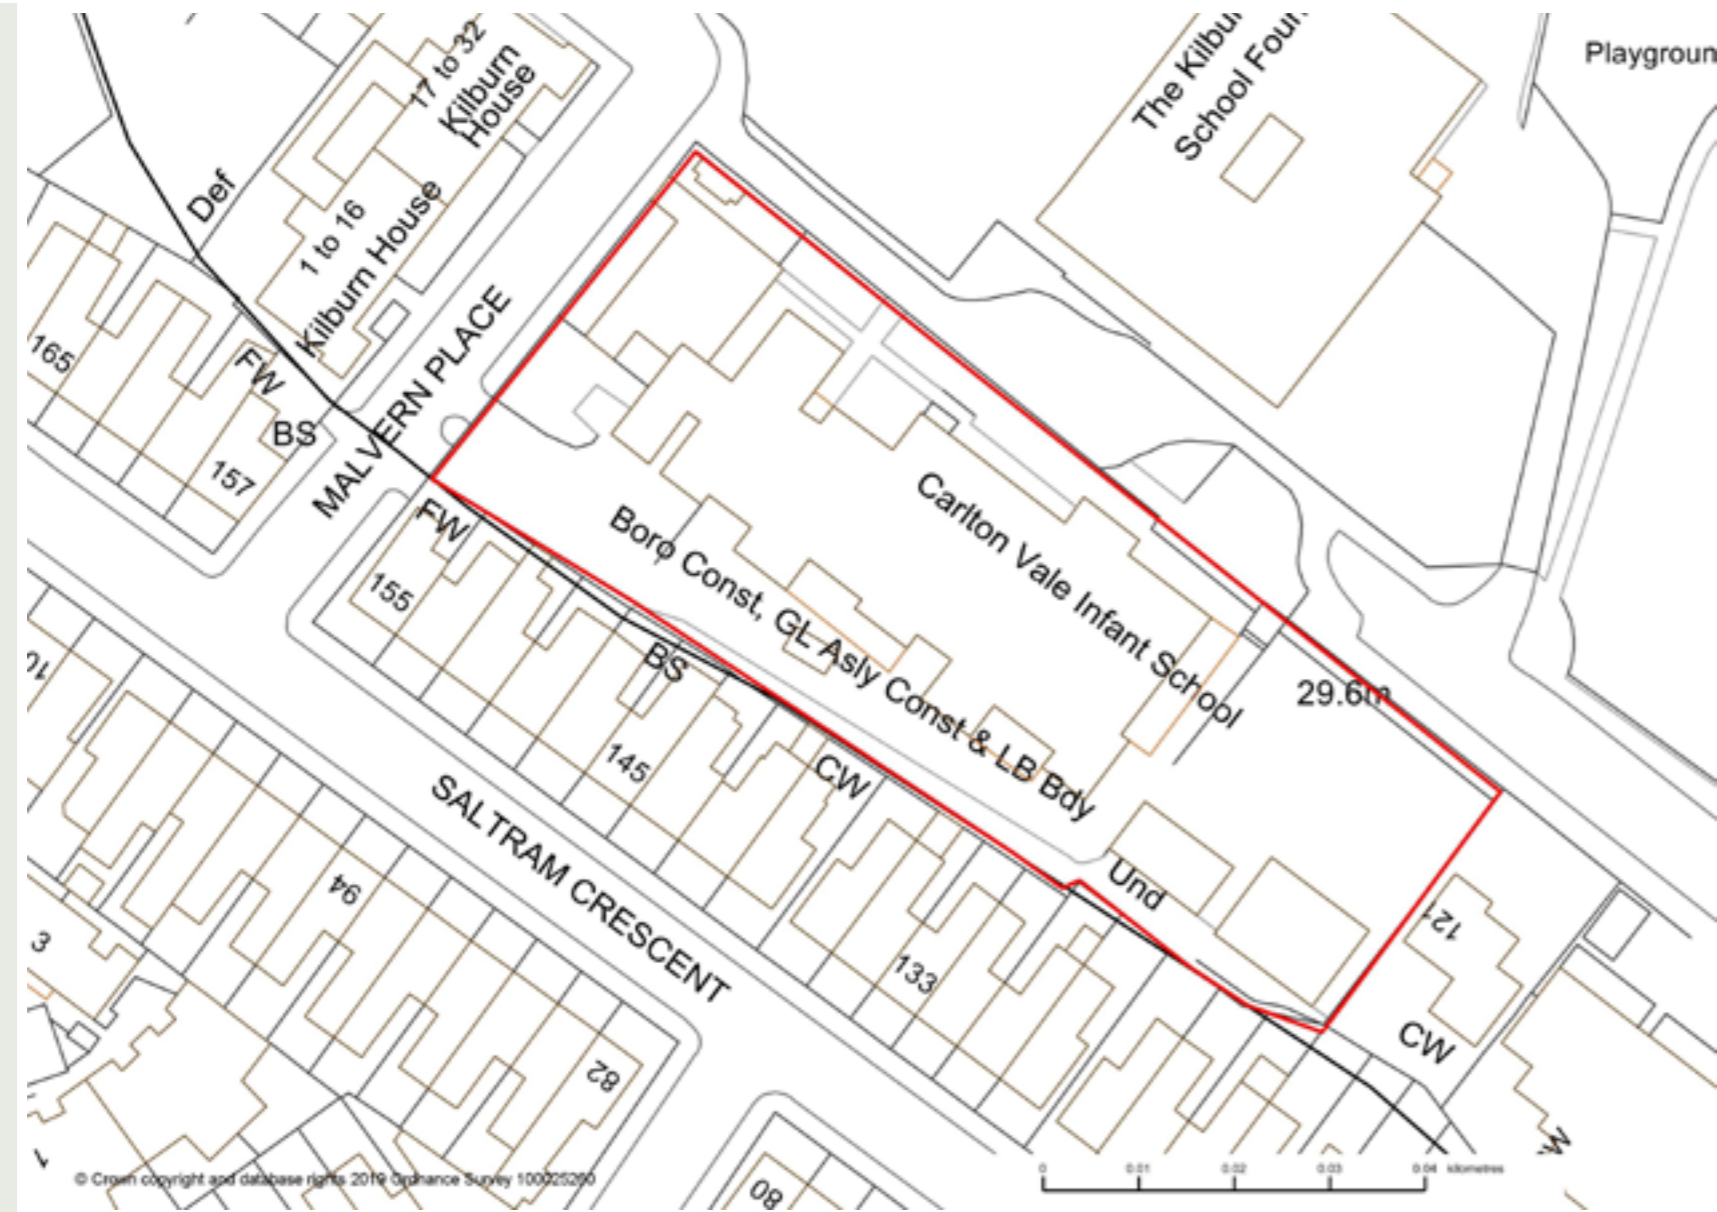 17 to 32
Kilburn
House
The Kilbur
School Foun
Playgroun
Def
1 to 16
Kilburn House
165
FW
BS
157
MALVERN PLACE
FW
155
Boro Const, GL Asly Const & LB Bdy
Carlton Vale Infant School
29.6m
10
BS
145
CW
SALTRAM CRESCENT
94
Und
121
133
3
CW
82
80
© Crown copyright and database rights 2019 Ordnance Survey 100025260
0 0.01 0.02 0.03 0.04 kilometres